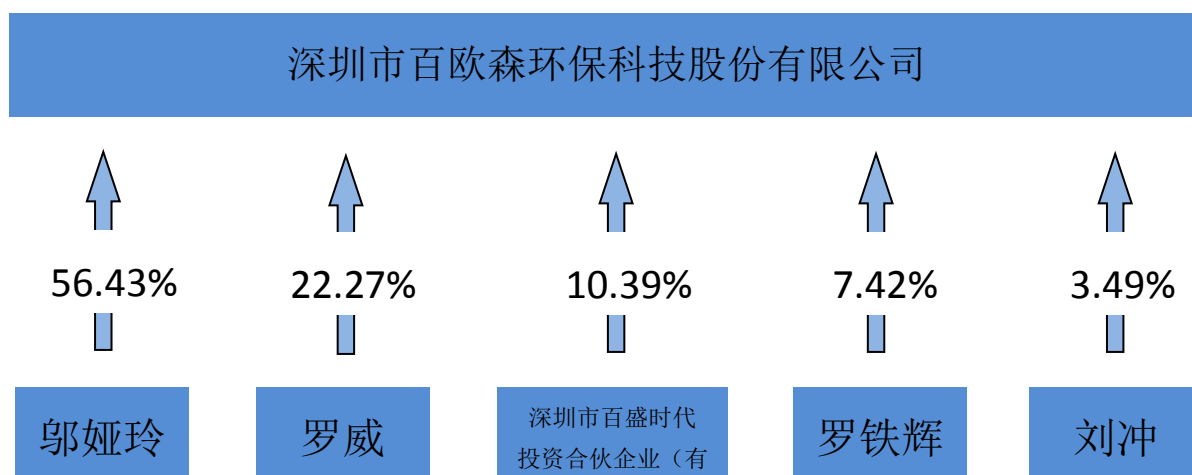 深圳市百欧森环保科技股份有限公司
56.43% 22.27% 10.39% 7.42% 3.49%
邬娅玲 罗威 深圳市百盛时代 罗铁辉 刘冲
投资合伙企业（有